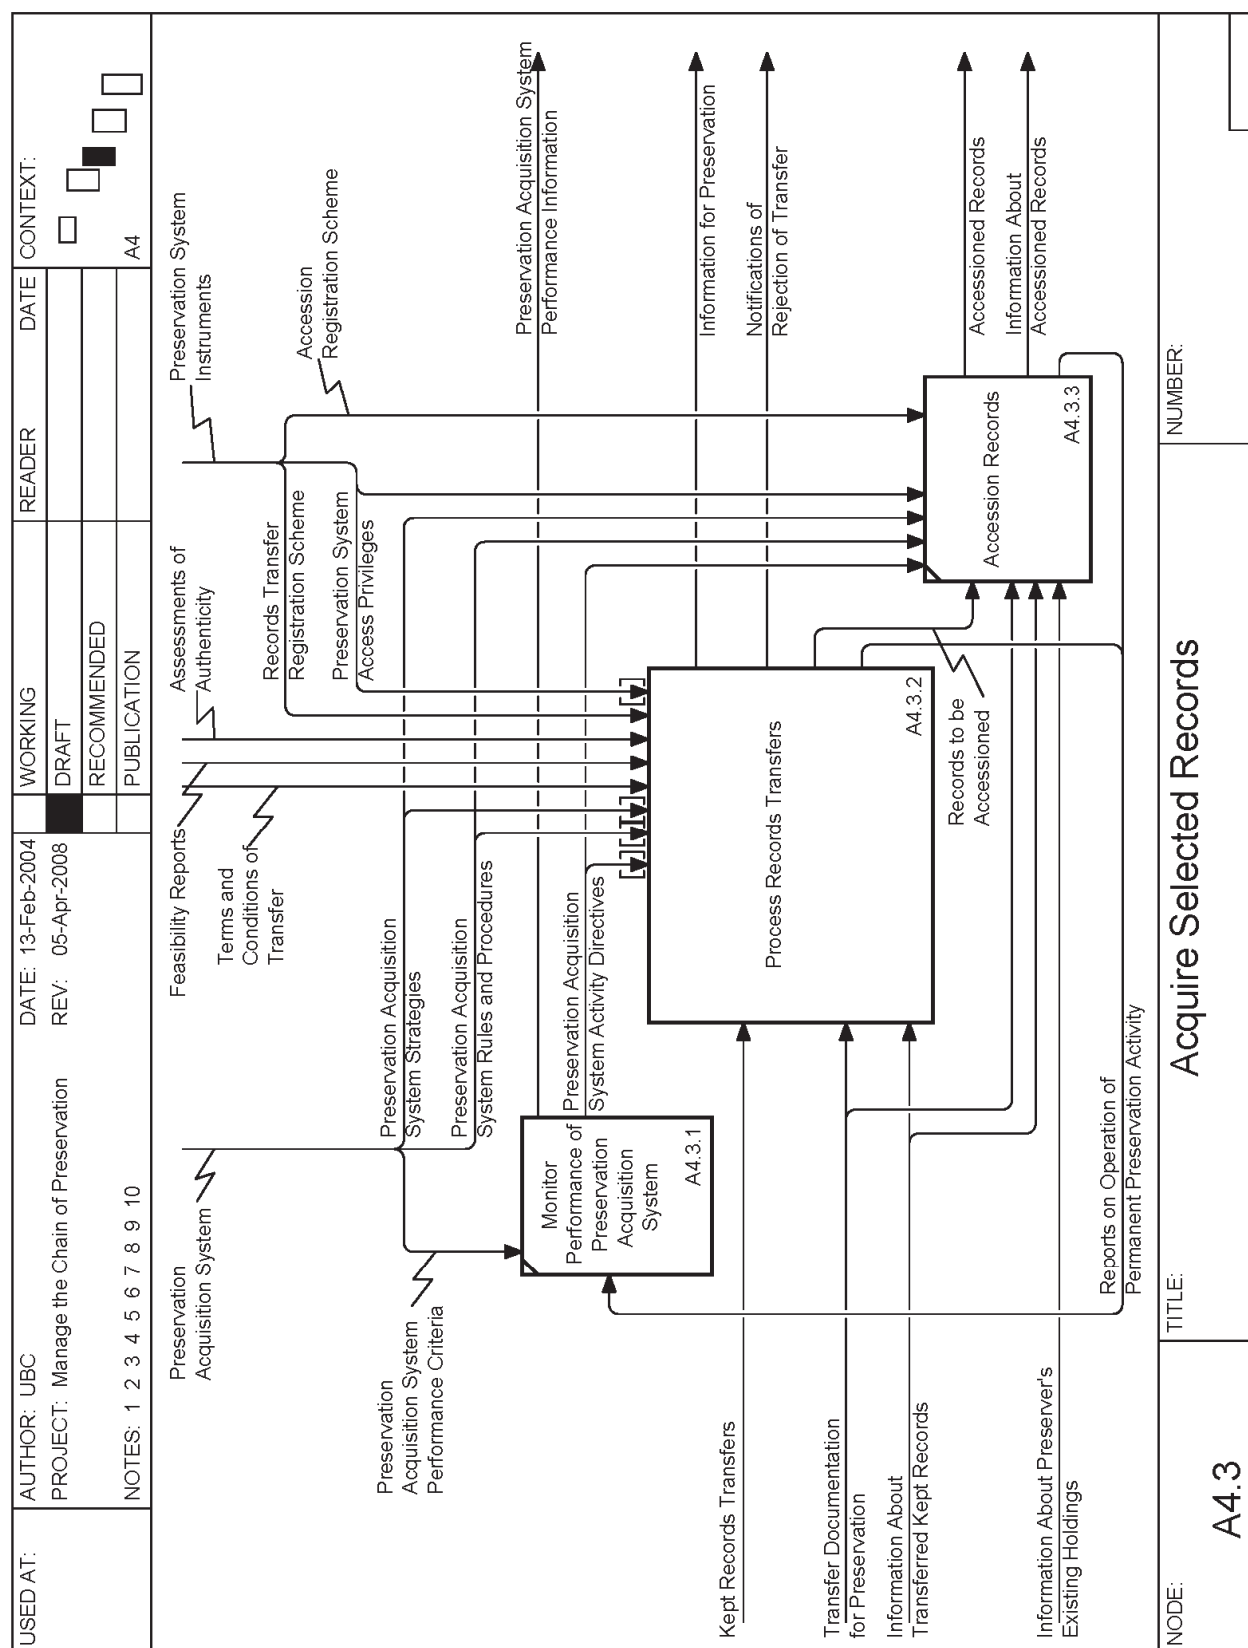 USED AT:
AUTHOR: UBC
PROJECT: Manage the Chain of Preservation
NOTES: 1 2 3 4 5 6 7 8 9 10
DATE: 13-Feb-2004
REV: 05-Apr-2008
WORKING
DRAFT
RECOMMENDED
PUBLICATION
READER
DATE
CONTEXT:
A4
Preservation
Acquisition System
Feasibility Reports
Terms and
Conditions of
Transfer
Assessments of
Authenticity
Preservation System
Instruments
Accession
Registration Scheme
Records Transfer
Registration Scheme
Preservation System
Access Privileges
Preservation
Acquisition System
Performance Criteria
Preservation Acquisition
System Strategies
Preservation Acquisition
System Rules and Procedures
Preservation Acquisition
System Activity Directives
Preservation Acquisition System
Performance Information
Monitor
Performance of
Preservation
Acquisition
System
A4.3.1
Information for Preservation
Notifications of
Rejection of Transfer
Kept Records Transfers
Process Records Transfers
A4.3.2
Transfer Documentation
for Preservation
Information About
Transferred Kept Records
Records to be
Accessioned
Accession Records
A4.3.3
Accessioned Records
Information About
Accessioned Records
Information About Preserver's
Existing Holdings
Reports on Operation of
Permanent Preservation Activity
NODE:
A4.3
TITLE:
Acquire Selected Records
NUMBER: